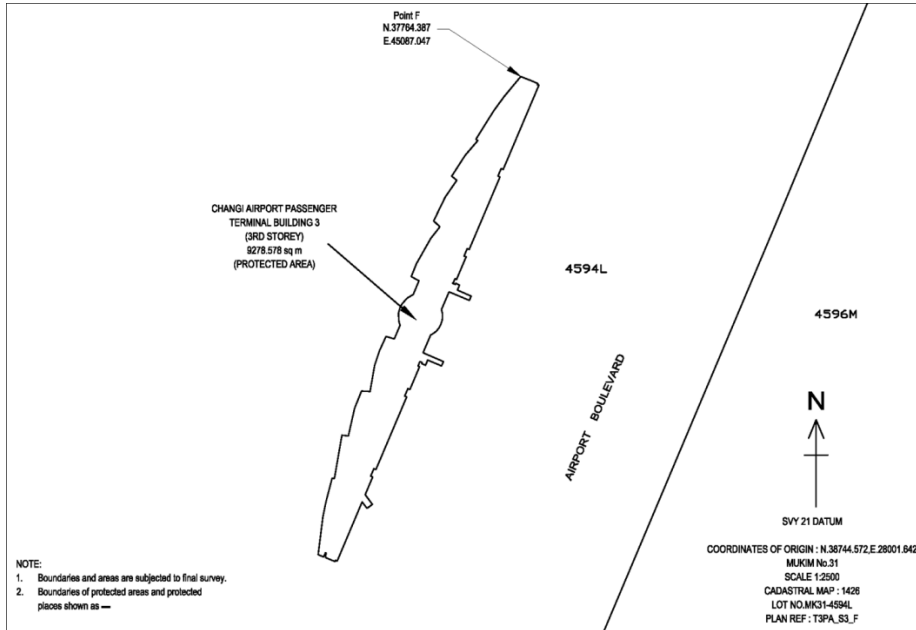 Point F
N.37764.387
E.45087.047
CHANGI AIRPORT PASSENGER
TERMINAL BUILDING 3
(3RD STOREY)
9278.578 sq m
(PROTECTED AREA)
4594L
4596M
AIRPORT BOULEVARD
N
SVY 21 DATUM
COORDINATES OF ORIGIN : N.38744.572,E.28001.642
MUKIM No.31
SCALE 1:2500
CADASTRAL MAP : 1426
LOT NO.MK31-4594L
PLAN REF : T3PA_S3_F
NOTE:
1. Boundaries and areas are subjected to final survey.
2. Boundaries of protected areas and protected
places shown as —